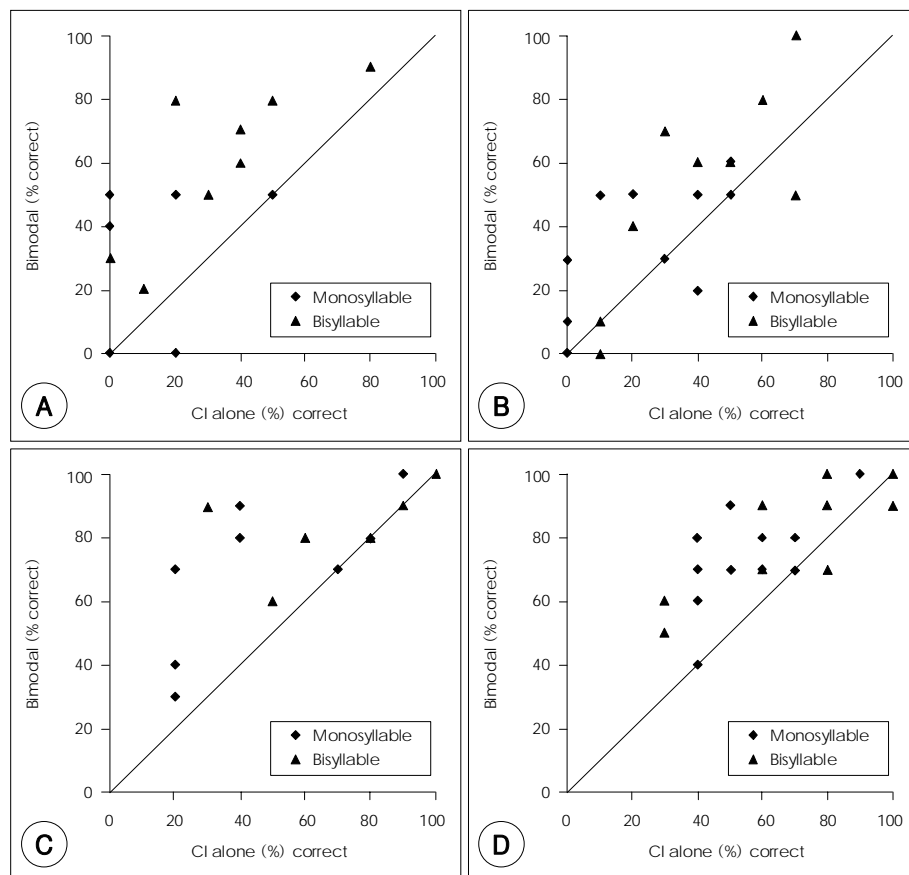 100
80
60
40
20
0
Bimodal (% correct)
Monosyllable
Bisyllable
0 20 40 60 80 100
CI alone (%) correct
A
100
80
60
40
20
0
Bimodal (% correct)
Monosyllable
Bisyllable
0 20 40 60 80 100
CI alone (%) correct
B
100
80
60
40
20
0
Bimodal (% correct)
Monosyllable
Bisyllable
0 20 40 60 80 100
CI alone (%) correct
C
100
80
60
40
20
0
Bimodal (% correct)
Monosyllable
Bisyllable
0 20 40 60 80 100
CI alone (%) correct
D